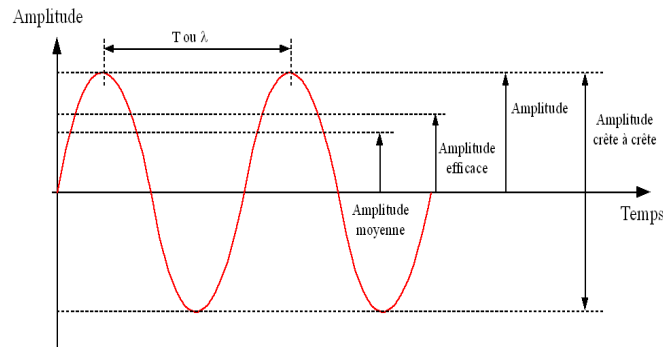 Amplitude
T ou λ
Amplitude
Amplitude
crête à crête
Amplitude
efficace
Amplitude
moyenne
Temps